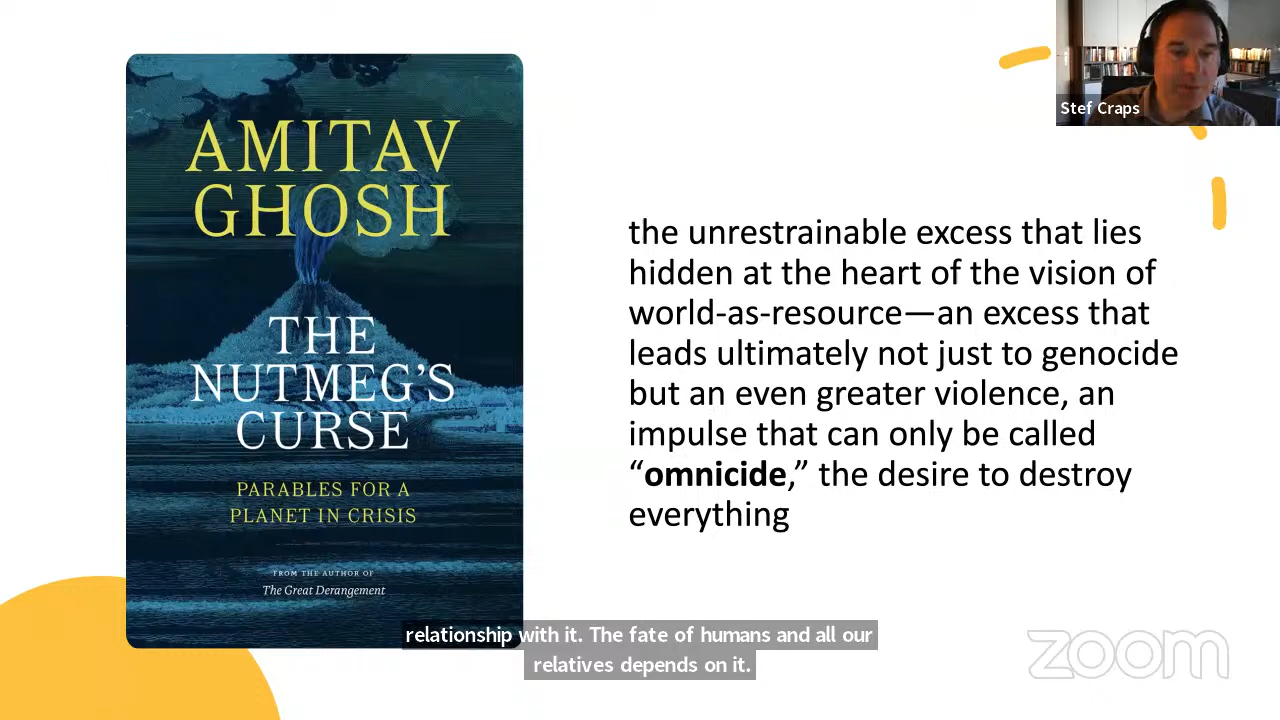 Stef Craps
AMITAV
GHOSH
THE
NUTMEG'S
CURSE
PARABLES FOR A
PLANET IN CRISIS
FROM THE AUTHOR OF
The Great Derangement
the unrestrainable excess that lies
hidden at the heart of the vision of
world-as-resource—an excess that
leads ultimately not just to genocide
but an even greater violence, an
impulse that can only be called
“omnicide,” the desire to destroy
everything
relationship with it. The fate of humans and all our
relatives depends on it.
zoom